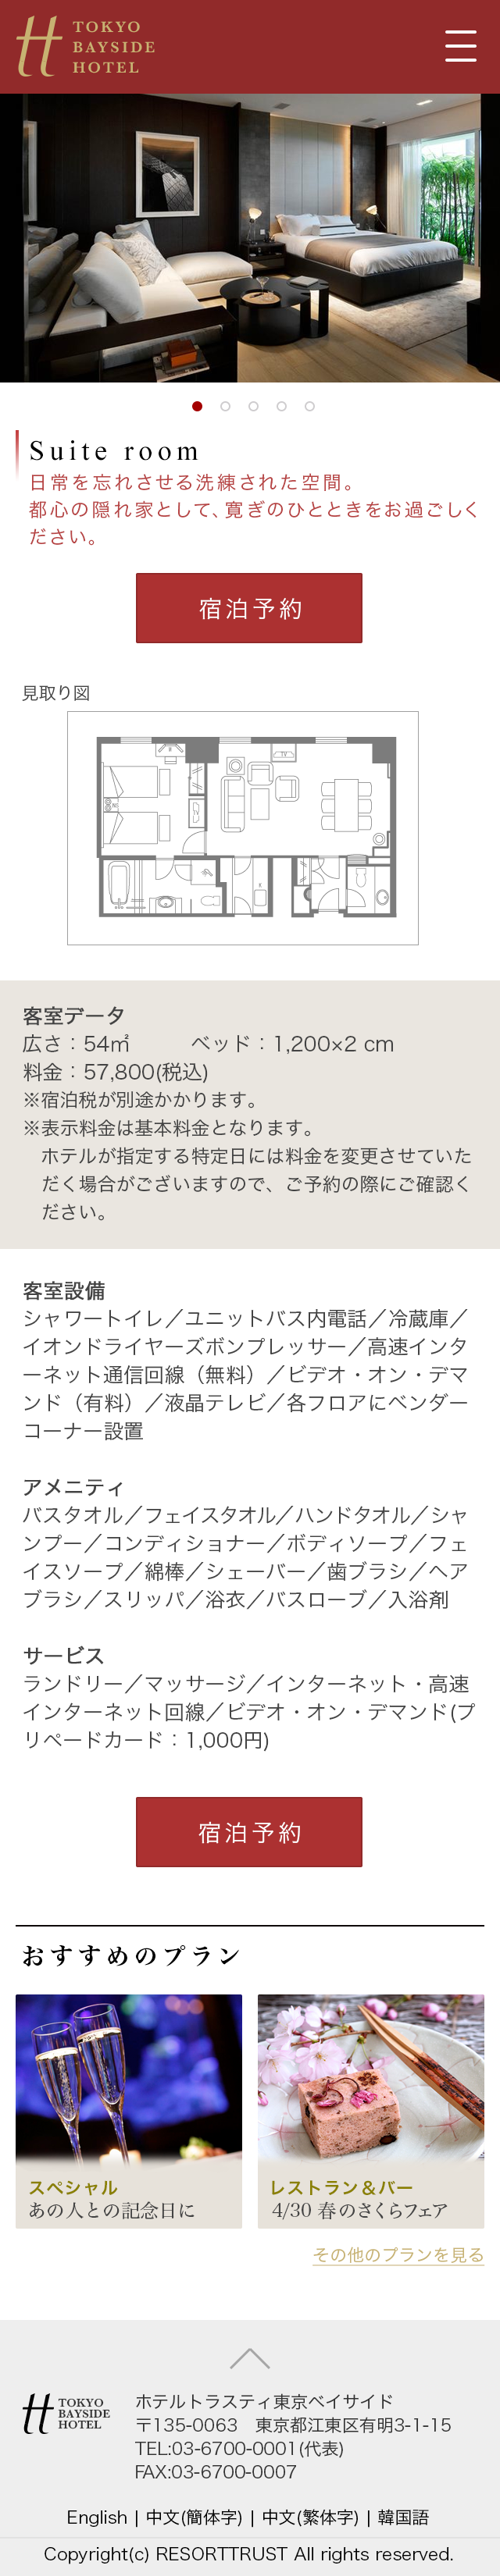 TOKYO
BAYSIDE
HOTEL
Suite room
日常を忘れさせる洗練された空間。
都心の隠れ家として、寛ぎのひとときをお過ごしく
ださい。
宿泊予約
見取り図
TV
客室データ
広さ：54㎡　　　ベッド：1,200×2 cm
料金：57,800(税込)
※宿泊税が別途かかります。
※表示料金は基本料金となります。
ホテルが指定する特定日には料金を変更させていた
だく場合がございますので、ご予約の際にご確認く
ださい。
客室設備
シャワートイレ／ユニットバス内電話／冷蔵庫／
イオンドライヤーズボンプレッサー／高速インタ
ーネット通信回線（無料）／ビデオ・オン・デマ
ンド（有料）／液晶テレビ／各フロアにベンダー
コーナー設置
アメニティ
バスタオル／フェイスタオル／ハンドタオル／シャ
ンプー／コンディショナー／ボディソープ／フェ
イスソープ／綿棒／シェーバー／歯ブラシ／ヘア
ブラシ／スリッパ／浴衣／バスローブ／入浴剤
サービス
ランドリー／マッサージ／インターネット・高速
インターネット回線／ビデオ・オン・デマンド(プ
リペードカード：1,000円)
宿泊予約
おすすめのプラン
スペシャル
あの人との記念日に
レストラン＆バー
4/30 春のさくらフェア
その他のプランを見る
TOKYO
BAYSIDE
HOTEL
ホテルトラスティ東京ベイサイド
〒135-0063　東京都江東区有明3-1-15
TEL:03-6700-0001(代表)
FAX:03-6700-0007
English | 中文(簡体字) | 中文(繁体字) | 韓国語
Copyright(c) RESORTTRUST All rights reserved.